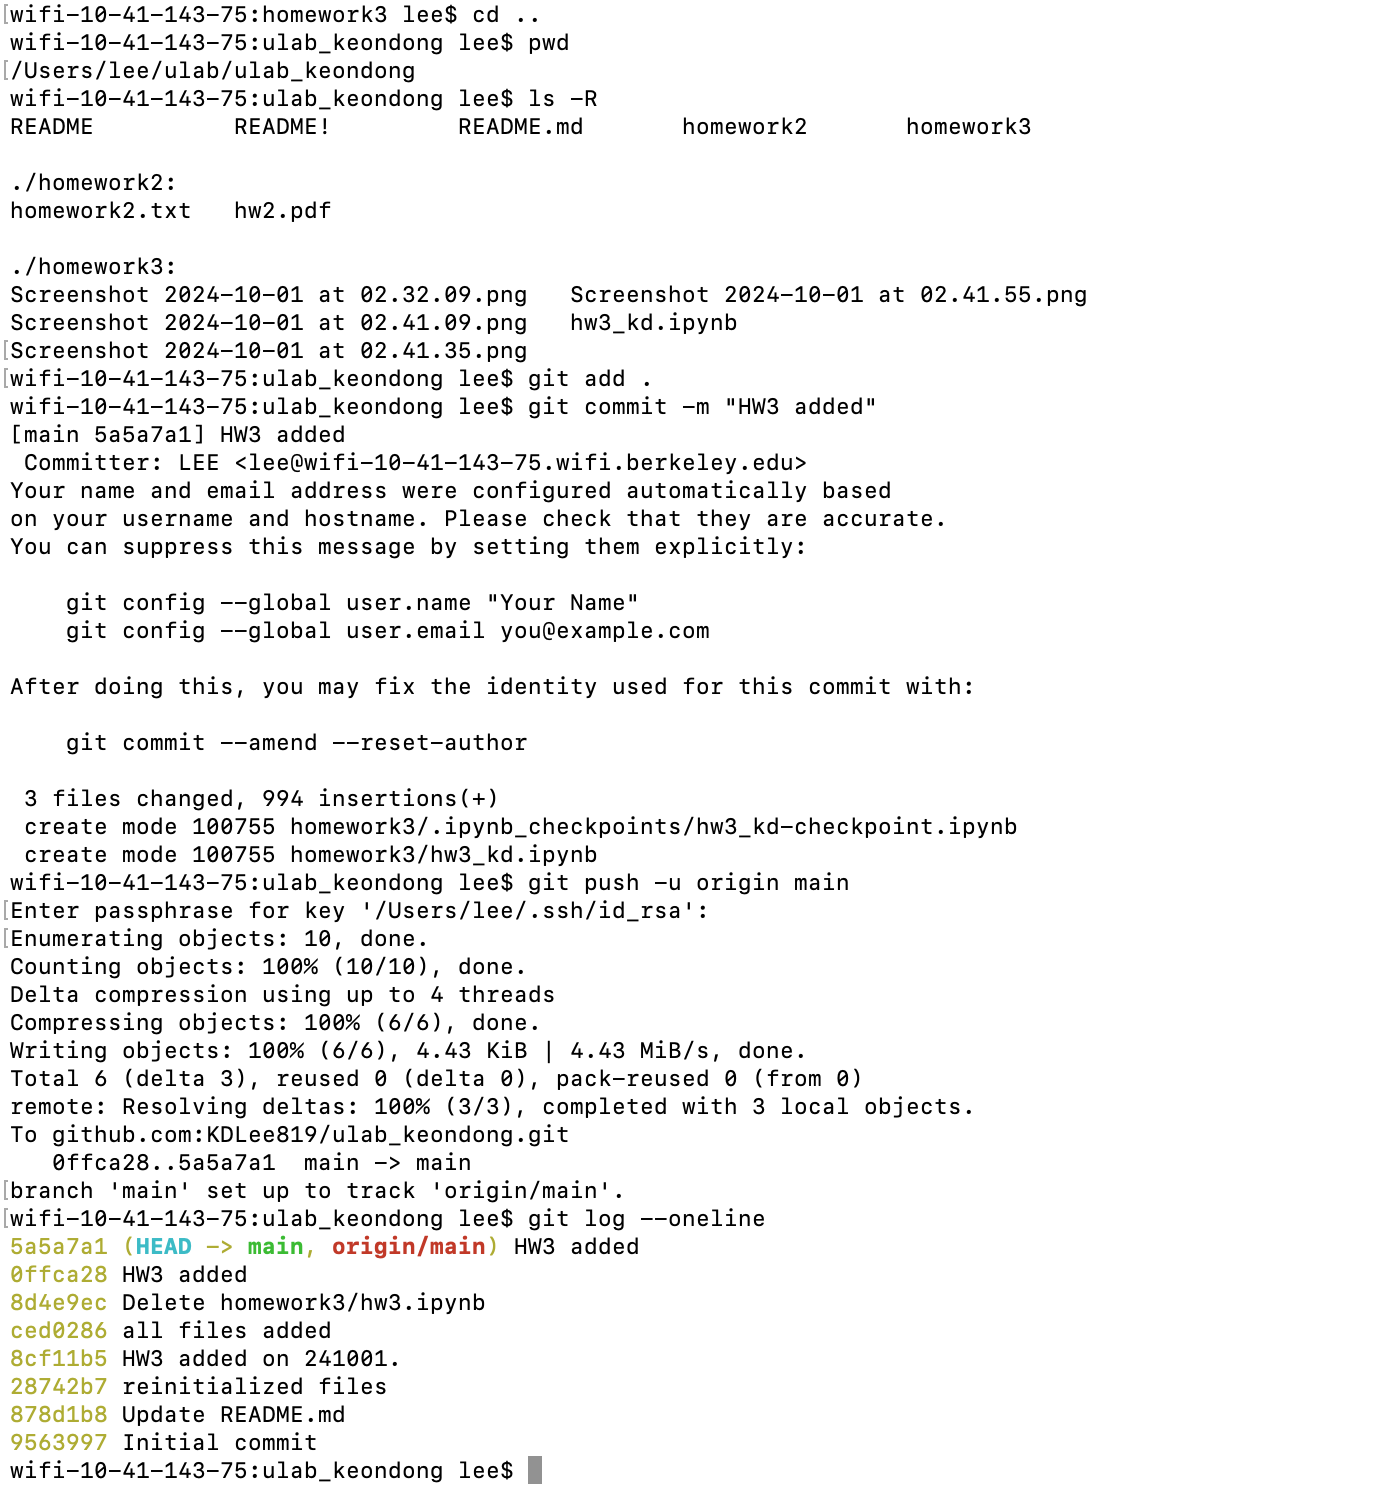 wifi-10-41-143-75:homework3 lee$ cd ..
wifi-10-41-143-75:ulab_keondong lee$ pwd
/Users/lee/ulab/ulab_keondong
wifi-10-41-143-75:ulab_keondong lee$ ls -R
README          README!         README.md       homework2       homework3

./homework2:
homework2.txt   hw2.pdf

./homework3:
Screenshot 2024-10-01 at 02.32.09.png   Screenshot 2024-10-01 at 02.41.55.png
Screenshot 2024-10-01 at 02.41.09.png   hw3_kd.ipynb
Screenshot 2024-10-01 at 02.41.35.png
wifi-10-41-143-75:ulab_keondong lee$ git add .
wifi-10-41-143-75:ulab_keondong lee$ git commit -m "HW3 added"
[main 5a5a7a1] HW3 added
 Committer: LEE <lee@wifi-10-41-143-75.wifi.berkeley.edu>
Your name and email address were configured automatically based
on your username and hostname. Please check that they are accurate.
You can suppress this message by setting them explicitly:

    git config --global user.name "Your Name"
    git config --global user.email you@example.com

After doing this, you may fix the identity used for this commit with:

    git commit --amend --reset-author

 3 files changed, 994 insertions(+)
 create mode 100755 homework3/.ipynb_checkpoints/hw3_kd-checkpoint.ipynb
 create mode 100755 homework3/hw3_kd.ipynb
wifi-10-41-143-75:ulab_keondong lee$ git push -u origin main
Enter passphrase for key '/Users/lee/.ssh/id_rsa':
Enumerating objects: 10, done.
Counting objects: 100% (10/10), done.
Delta compression using up to 4 threads
Compressing objects: 100% (6/6), done.
Writing objects: 100% (6/6), 4.43 KiB | 4.43 MiB/s, done.
Total 6 (delta 3), reused 0 (delta 0), pack-reused 0 (from 0)
remote: Resolving deltas: 100% (3/3), completed with 3 local objects.
To github.com:KDLee819/ulab_keondong.git
   0ffca28..5a5a7a1  main -> main
branch 'main' set up to track 'origin/main'.
wifi-10-41-143-75:ulab_keondong lee$ git log --oneline
5a5a7a1 (HEAD -> main, origin/main) HW3 added
0ffca28 HW3 added
8d4e9ec Delete homework3/hw3.ipynb
ced0286 all files added
8cf11b5 HW3 added on 241001.
28742b7 reinitialized files
878d1b8 Update README.md
9563997 Initial commit
wifi-10-41-143-75:ulab_keondong lee$